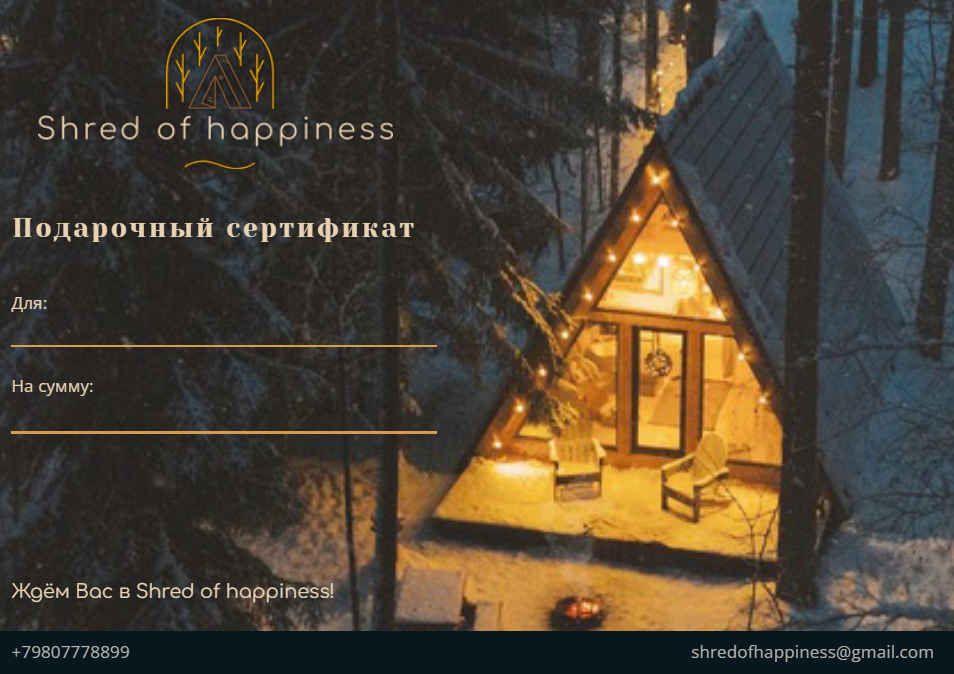 Shred of happiness
Подарочный сертификат
Для:
На сумму:
Ждём Вас в Shred of happiness!
+79807778899
shredofhappiness@gmail.com